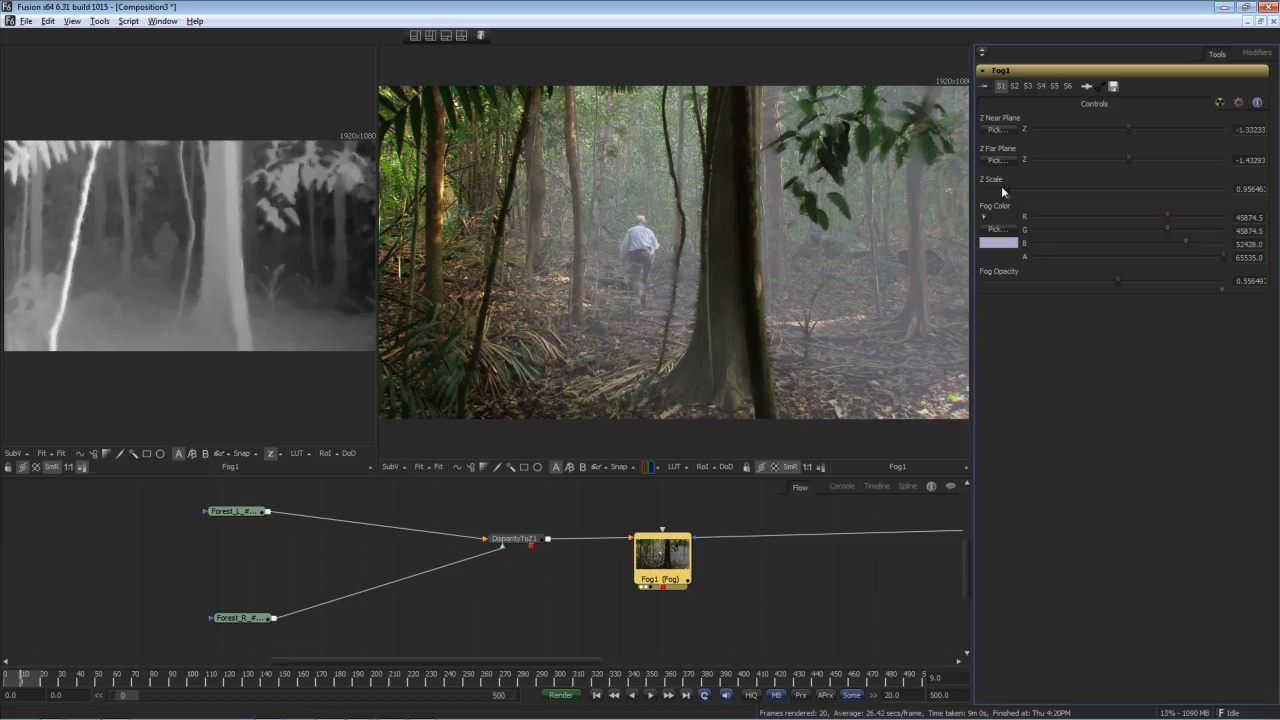 Fusion x64 6.31 build 1015 - [Composition3 *]
File Edit View Tools Script Window Help
Tools Modifiers
Fog1
S1 S2 S3 S4 S5 S6
Controls
Z Near Plane
Pick... Z -1.33233
Z Far Plane
Pick... Z -1.43293
Z Scale
0.95646
Fog Color
R 45874.5
Pick... G 45874.5
B 52428.0
A 65535.0
Fog Opacity
0.55649
1920x1080
1920x108
SubV Fit Fit A B Snap Z LUT RoI DoD
SmR 1:1 Fog1
SubV Fit Fit A B Snap LUT RoI DoD SmR 1:1 Fog1
Flow Console Timeline Spline
Forest_L_#...
DisparityToZ1
Fog1 (Fog)
Forest_R_#...
0 10 20 30 40 50 60 70 80 90 100 110 120 130 140 150 160 170 180 190 200 210 220 230 240 250 260 270 280 290 300 310 320 330 340 350 360 370 380 390 400 410 420 430 440 450 460 470 480 490 5
9.0
0.0 0.0 << 0 500 >> Render HiQ MB Prx APrx Some >> 20.0 500.0
Frames rendered: 20, Average: 26.42 secs/frame, Time taken: 9m 0s, Finished at: Thu 4:20PM
13% - 1090 MB Idle